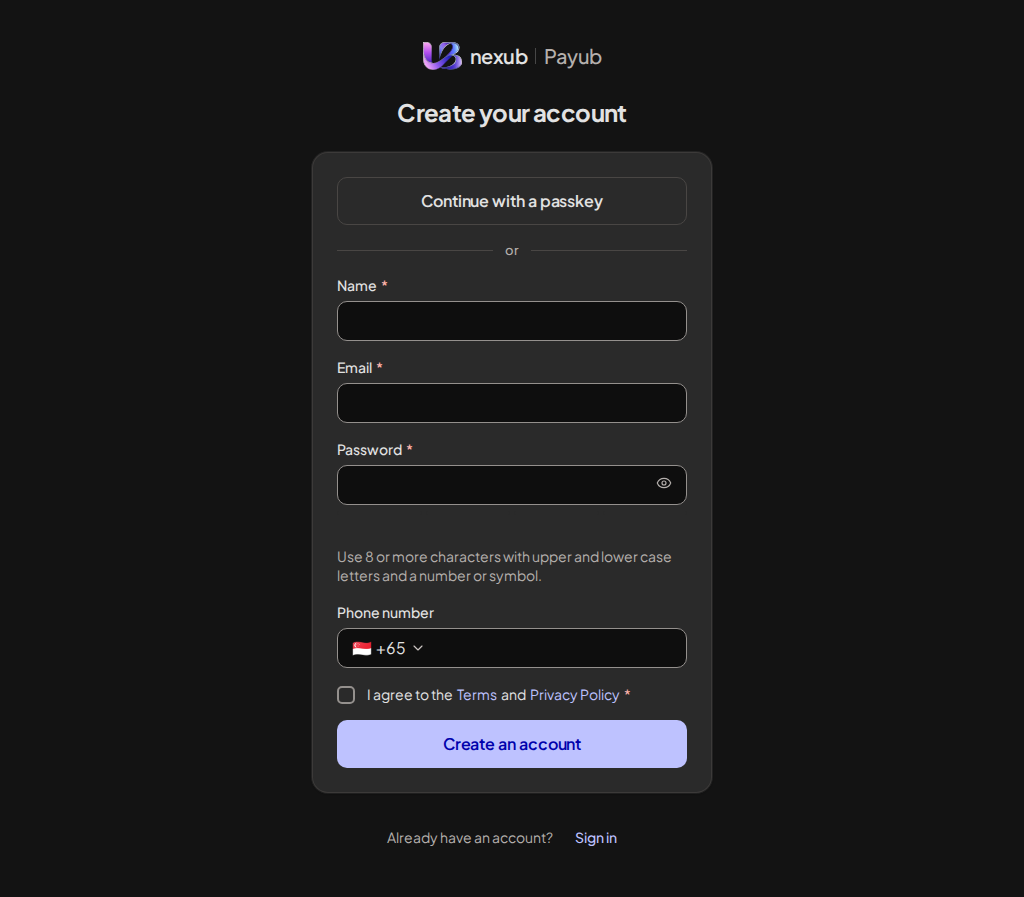 nexub | Payub
Create your account
Continue with a passkey
or
Name *
Email *
Password *
Use 8 or more characters with upper and lower case
letters and a number or symbol.
Phone number
🇸🇬 +65
I agree to the Terms and Privacy Policy *
Create an account
Already have an account? Sign in